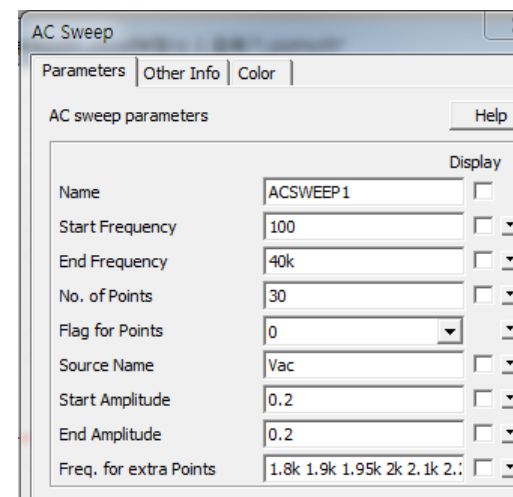 AC Sweep
Parameters Other Info Color
AC sweep parameters Help
Display
Name ACSWEEP1
Start Frequency 100
End Frequency 40k
No. of Points 30
Flag for Points 0
Source Name Vac
Start Amplitude 0.2
End Amplitude 0.2
Freq. for extra Points 1.8k 1.9k 1.95k 2k 2.1k